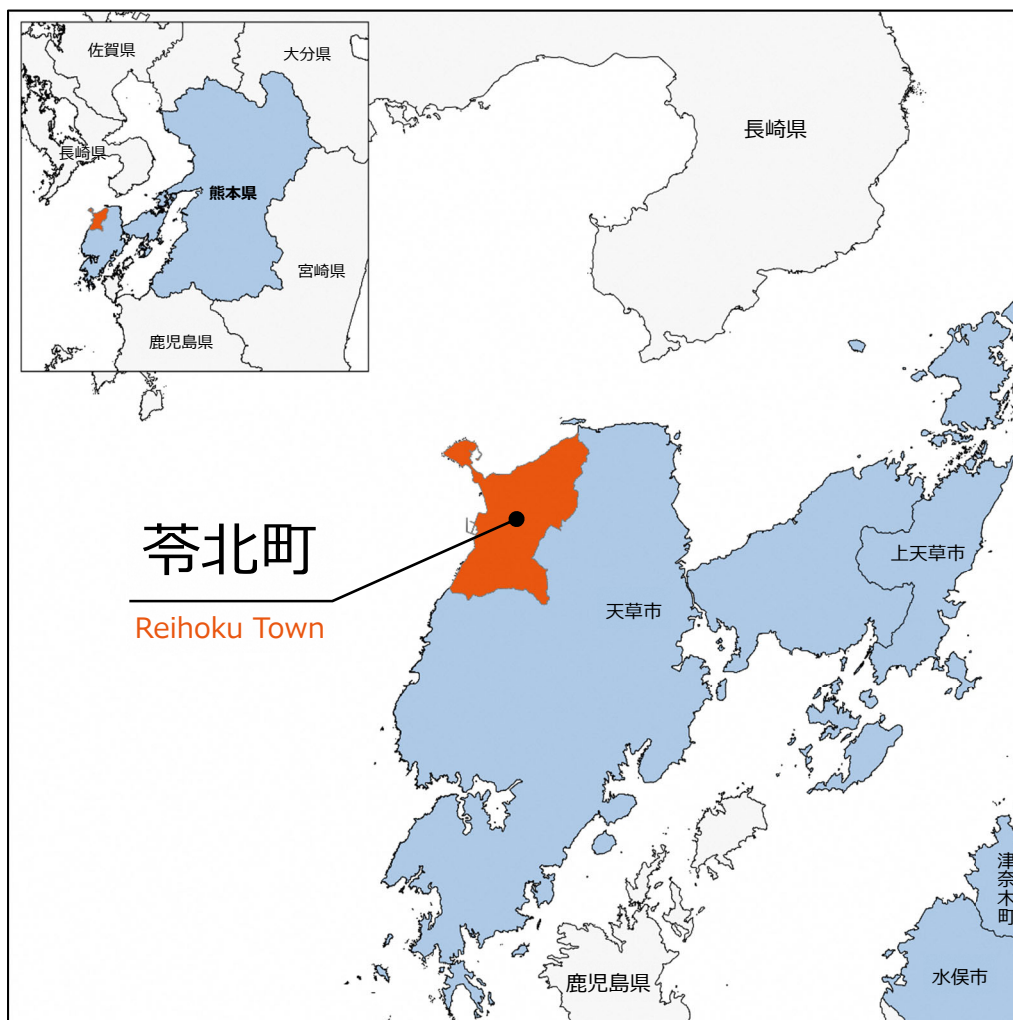 佐賀県
大分県
長崎県
熊本県
宮崎県
鹿児島県
長崎県
苓北町
Reihoku Town
上天草市
天草市
津奈木町
鹿児島県
水俣市